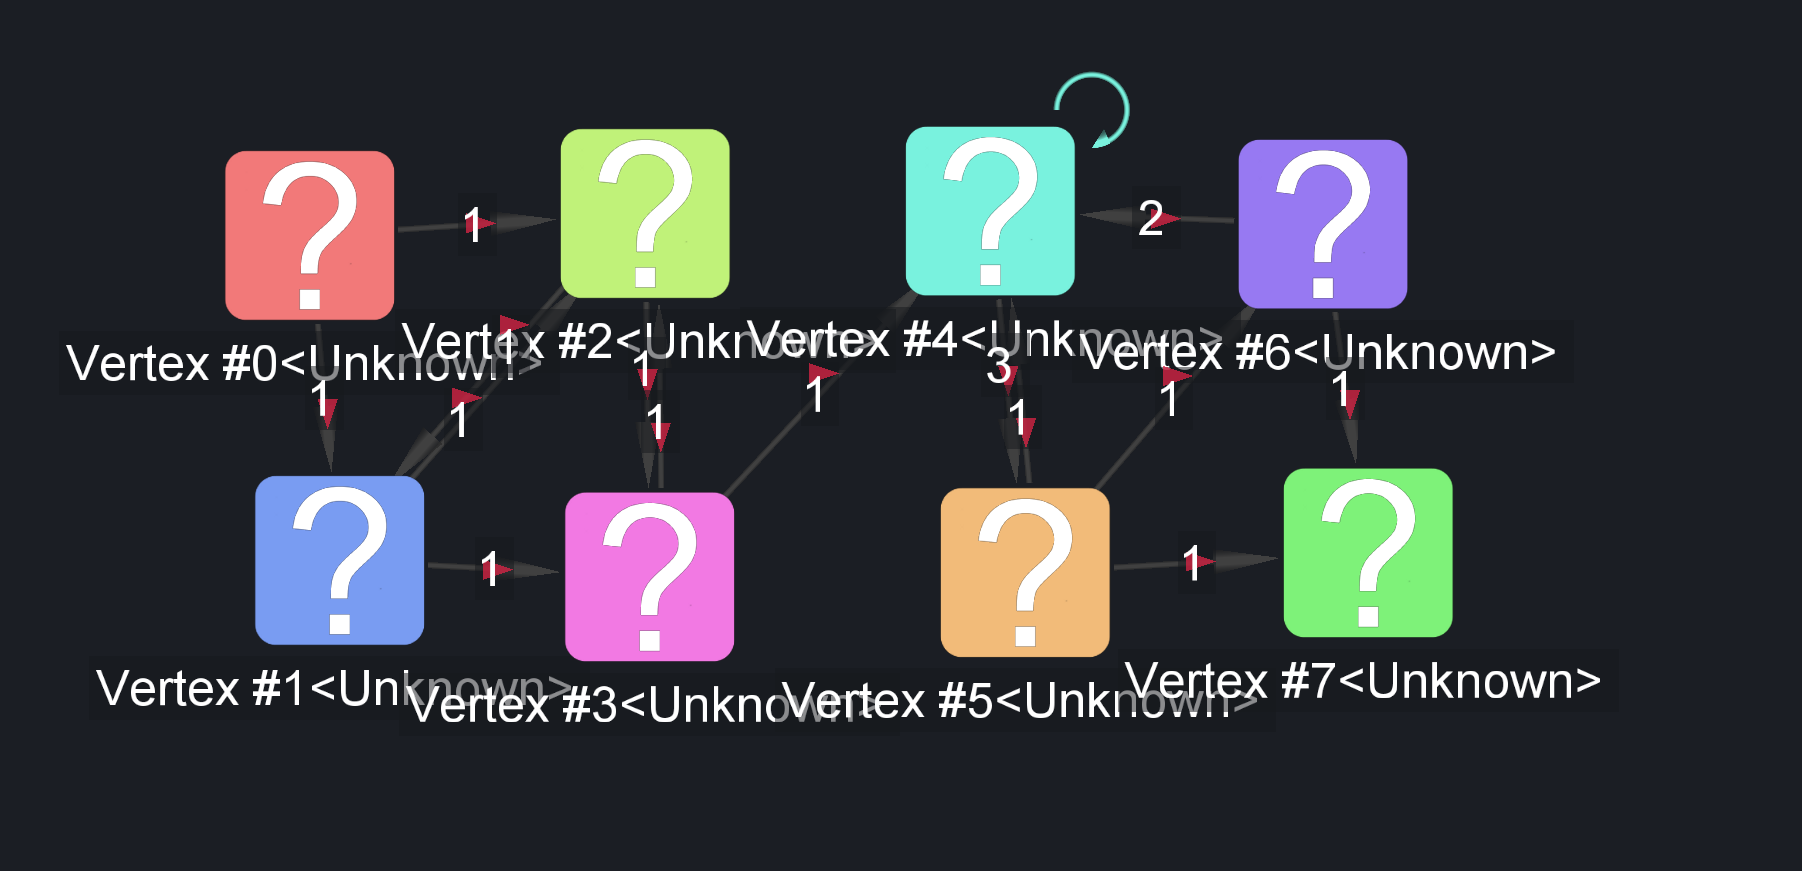 ?
?
?
?
1
2
Vertex #0<Unknown>
Vertex #2<Unknown>
Vertex #4<Unknown>
Vertex #6<Unknown>
1
1
3
1
1
1
1
1
1
1
?
?
?
?
1
1
Vertex #1<Unknown>
Vertex #3<Unknown>
Vertex #5<Unknown>
Vertex #7<Unknown>